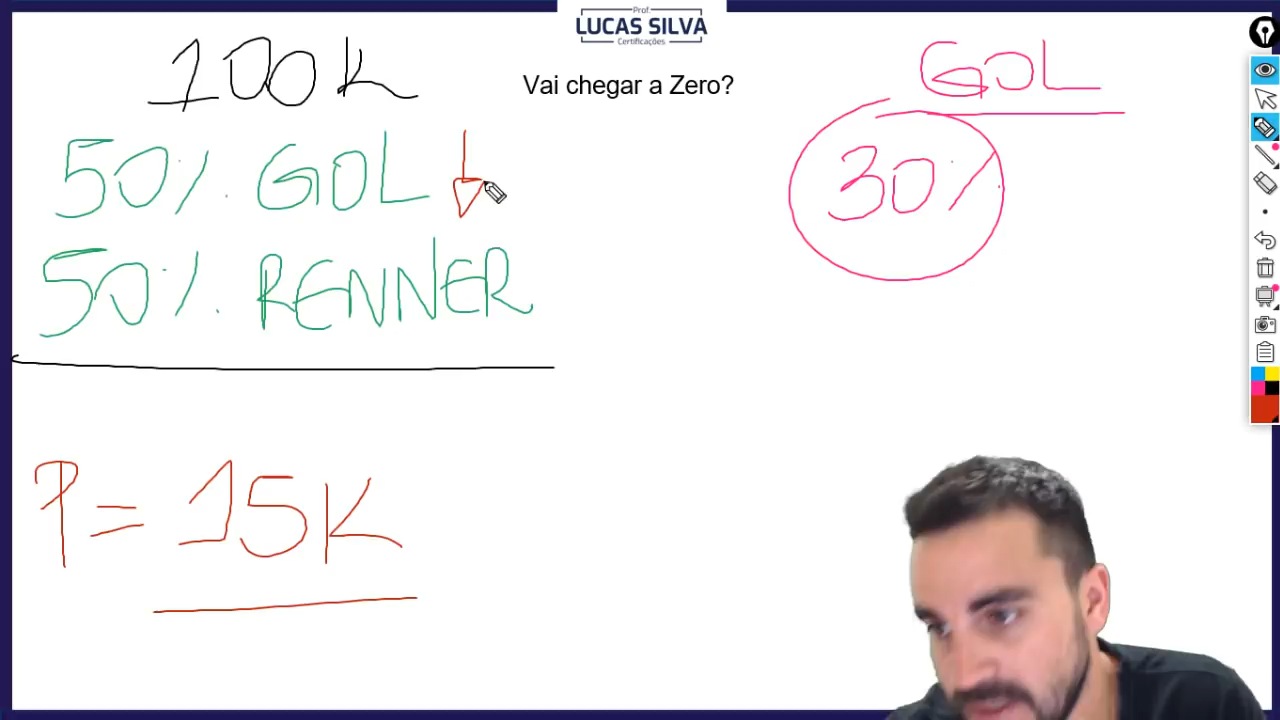 Prof.
LUCAS SILVA
Certificações
100K
Vai chegar a Zero?
GOL
50% GOL
30%
50% RENNER
P = 15K